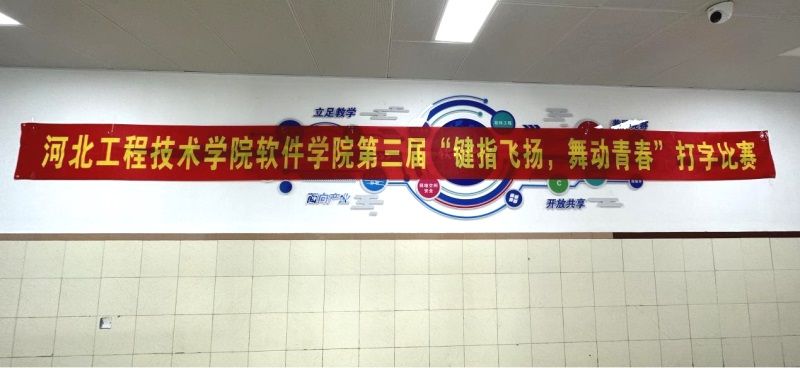 立足教学
河北工程技术学院软件学院第三届“键指飞扬，舞动青春”打字比赛
面向产业
开放共享